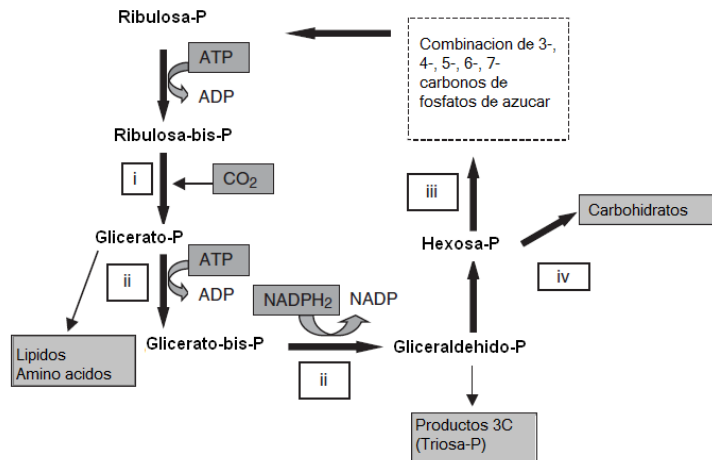 Ribulosa-P
ATP
ADP
Combinacion de 3-,
4-, 5-, 6-, 7-
carbonos de
fosfatos de azucar
Ribulosa-bis-P
i
CO₂
iii
Carbohidratos
Glicerato-P
Hexosa-P
ii
ATP
ADP
iv
NADPH₂
NADP
Glicerato-bis-P
Gliceraldehido-P
Lipidos
Amino acidos
ii
Productos 3C
(Triosa-P)